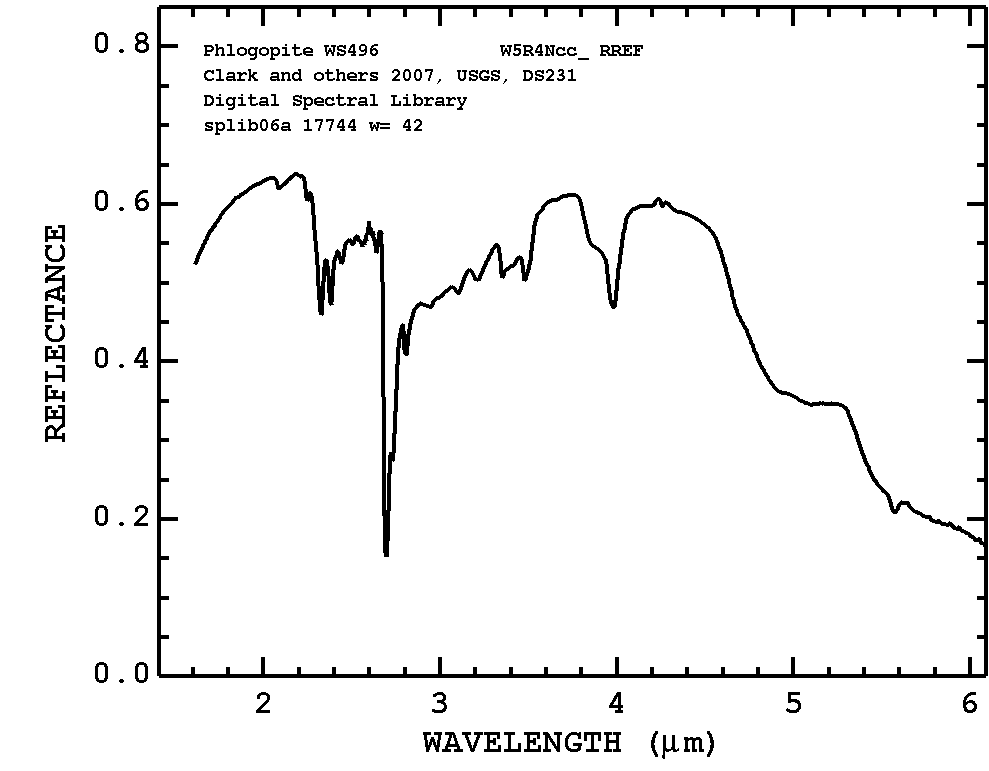 Phlogopite WS496 W5R4Ncc_ RREF
Clark and others 2007, USGS, DS231
Digital Spectral Library
splib06a 17744 w= 42
0.8
0.6
0.4
0.2
0.0
REFLECTANCE
2 3 4 5 6
WAVELENGTH (μm)